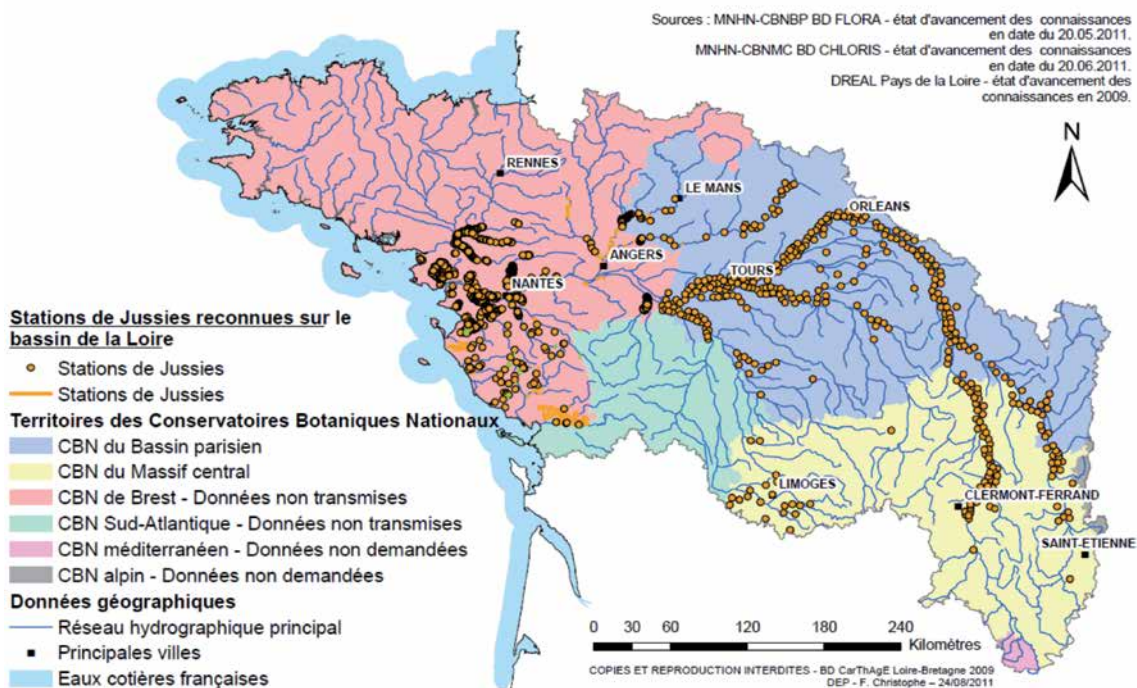 Sources : MNHN-CBNBP BD FLORA - état d'avancement des connaissances
en date du 20.05.2011.
MNHN-CBNMC BD CHLORIS - état d'avancement des connaissances
en date du 20.06.2011.
DREAL Pays de la Loire - état d'avancement des
connaissances en 2009.
N
RENNES
LE MANS
ORLEANS
ANGERS
TOURS
NANTES
LIMOGES
CLERMONT-FERRAND
SAINT-ETIENNE
Stations de Jussies reconnues sur le
bassin de la Loire
Stations de Jussies
Stations de Jussies
Territoires des Conservatoires Botaniques Nationaux
CBN du Bassin parisien
CBN du Massif central
CBN de Brest - Données non transmises
CBN Sud-Atlantique - Données non transmises
CBN méditerranéen - Données non demandées
CBN alpin - Données non demandées
Données géographiques
Réseau hydrographique principal
Principales villes
Eaux cotières françaises
0 30 60 120 180 240
Kilomètres
COPIES ET REPRODUCTION INTERDITES - BD CarThAgE Loire-Bretagne 2009
DEP - F. Christophe – 24/08/2011